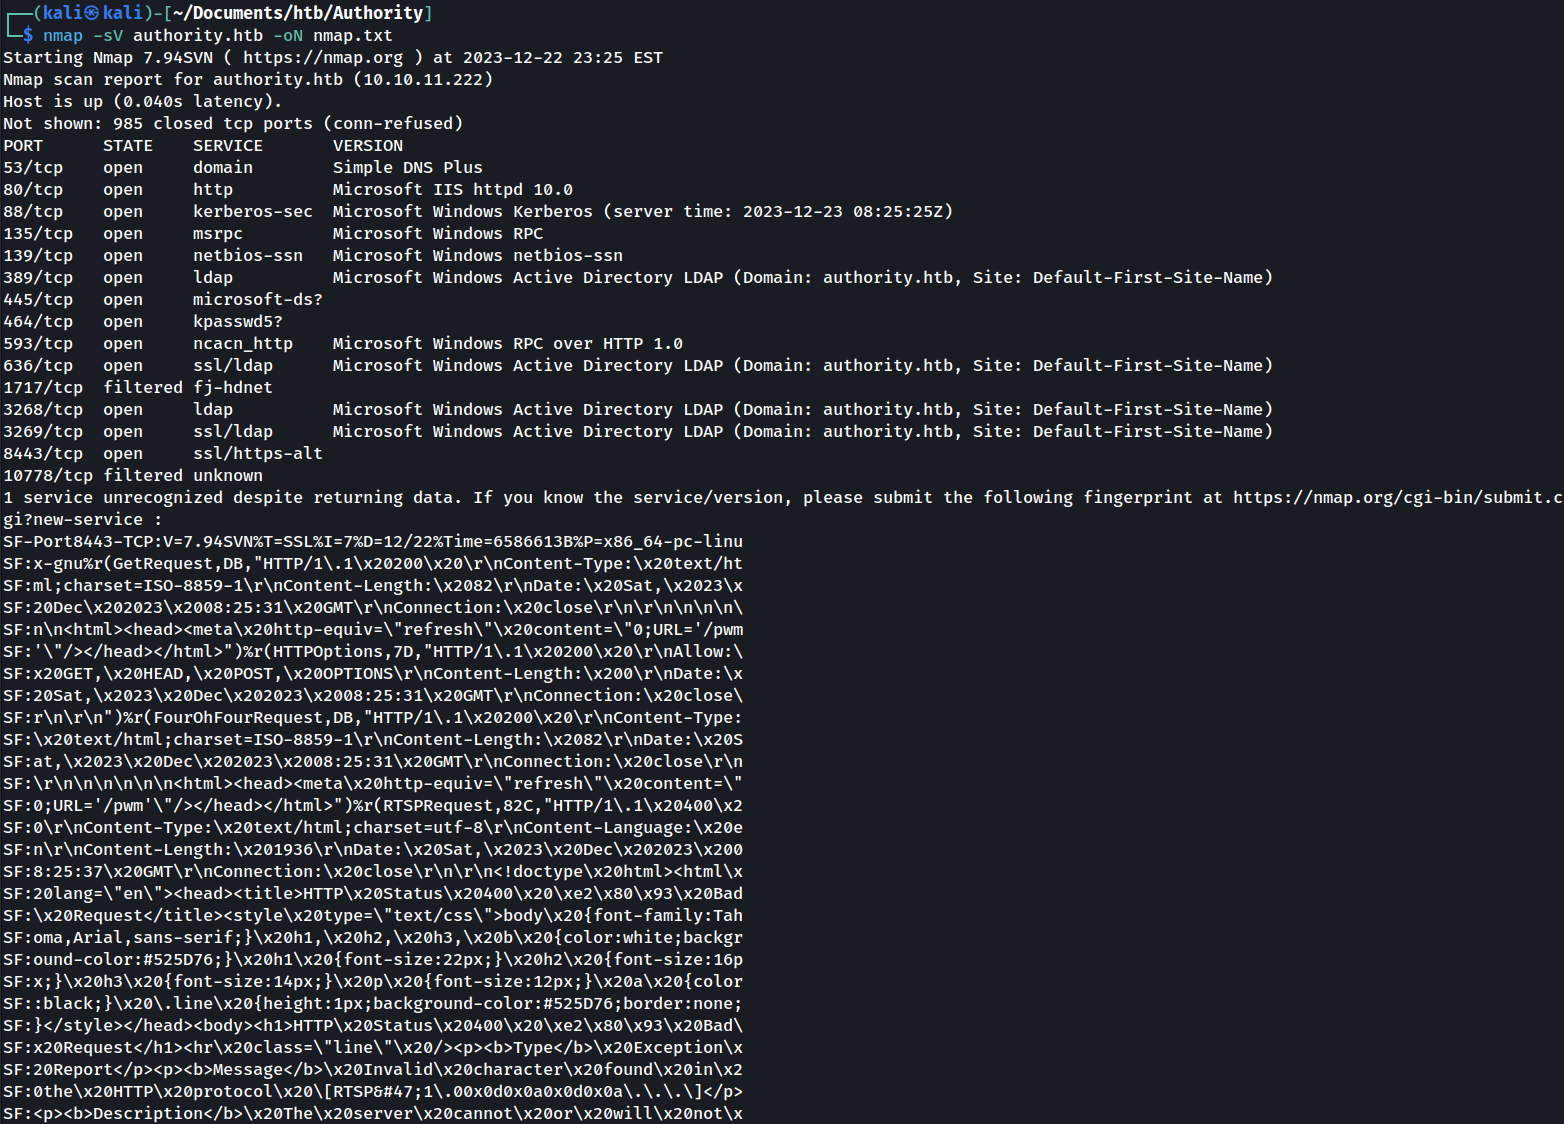 ┌──(kali㉿kali)-[~/Documents/htb/Authority]
└─$ nmap -sV authority.htb -oN nmap.txt
Starting Nmap 7.94SVN ( https://nmap.org ) at 2023-12-22 23:25 EST
Nmap scan report for authority.htb (10.10.11.222)
Host is up (0.040s latency).
Not shown: 985 closed tcp ports (conn-refused)
PORT      STATE    SERVICE       VERSION
53/tcp    open     domain        Simple DNS Plus
80/tcp    open     http          Microsoft IIS httpd 10.0
88/tcp    open     kerberos-sec  Microsoft Windows Kerberos (server time: 2023-12-23 08:25:25Z)
135/tcp   open     msrpc         Microsoft Windows RPC
139/tcp   open     netbios-ssn   Microsoft Windows netbios-ssn
389/tcp   open     ldap          Microsoft Windows Active Directory LDAP (Domain: authority.htb, Site: Default-First-Site-Name)
445/tcp   open     microsoft-ds?
464/tcp   open     kpasswd5?
593/tcp   open     ncacn_http    Microsoft Windows RPC over HTTP 1.0
636/tcp   open     ssl/ldap      Microsoft Windows Active Directory LDAP (Domain: authority.htb, Site: Default-First-Site-Name)
1717/tcp  filtered fj-hdnet
3268/tcp  open     ldap          Microsoft Windows Active Directory LDAP (Domain: authority.htb, Site: Default-First-Site-Name)
3269/tcp  open     ssl/ldap      Microsoft Windows Active Directory LDAP (Domain: authority.htb, Site: Default-First-Site-Name)
8443/tcp  open     ssl/https-alt
10778/tcp filtered unknown
1 service unrecognized despite returning data. If you know the service/version, please submit the following fingerprint at https://nmap.org/cgi-bin/submit.c
gi?new-service :
SF-Port8443-TCP:V=7.94SVN%T=SSL%I=7%D=12/22%Time=6586613B%P=x86_64-pc-linu
SF:x-gnu%r(GetRequest,DB,"HTTP/1\.1\x20200\x20\r\nContent-Type:\x20text/ht
SF:ml;charset=ISO-8859-1\r\nContent-Length:\x2082\r\nDate:\x20Sat,\x2023\x
SF:20Dec\x202023\x2008:25:31\x20GMT\r\nConnection:\x20close\r\n\r\n\n\n\n\
SF:n\n<html><head><meta\x20http-equiv=\"refresh\"\x20content=\"0;URL='/pwm
SF:'\"/></head></html>")%r(HTTPOptions,7D,"HTTP/1\.1\x20200\x20\r\nAllow:\
SF:x20GET,\x20HEAD,\x20POST,\x20OPTIONS\r\nContent-Length:\x200\r\nDate:\x
SF:20Sat,\x2023\x20Dec\x202023\x2008:25:31\x20GMT\r\nConnection:\x20close\
SF:r\n\r\n")%r(FourOhFourRequest,DB,"HTTP/1\.1\x20200\x20\r\nContent-Type:
SF:\x20text/html;charset=ISO-8859-1\r\nContent-Length:\x2082\r\nDate:\x20S
SF:at,\x2023\x20Dec\x202023\x2008:25:31\x20GMT\r\nConnection:\x20close\r\n
SF:\r\n\n\n\n\n\n<html><head><meta\x20http-equiv=\"refresh\"\x20content=\"
SF:0;URL='/pwm'\"/></head></html>")%r(RTSPRequest,82C,"HTTP/1\.1\x20400\x2
SF:0\r\nContent-Type:\x20text/html;charset=utf-8\r\nContent-Language:\x20e
SF:n\r\nContent-Length:\x201936\r\nDate:\x20Sat,\x2023\x20Dec\x202023\x200
SF:8:25:37\x20GMT\r\nConnection:\x20close\r\n\r\n<!doctype\x20html><html\x
SF:20lang=\"en\"><head><title>HTTP\x20Status\x20400\x20\xe2\x80\x93\x20Bad
SF:\x20Request</title><style\x20type=\"text/css\">body\x20{font-family:Tah
SF:oma,Arial,sans-serif;}\x20h1,\x20h2,\x20h3,\x20b\x20{color:white;backgr
SF:ound-color:#525D76;}\x20h1\x20{font-size:22px;}\x20h2\x20{font-size:16p
SF:x;}\x20h3\x20{font-size:14px;}\x20p\x20{font-size:12px;}\x20a\x20{color
SF::black;}\x20\.line\x20{height:1px;background-color:#525D76;border:none;
SF:}</style></head><body><h1>HTTP\x20Status\x20400\x20\xe2\x80\x93\x20Bad\
SF:x20Request</h1><hr\x20class=\"line\"\x20/><p><b>Type</b>\x20Exception\x
SF:20Report</p><p><b>Message</b>\x20Invalid\x20character\x20found\x20in\x2
SF:0the\x20HTTP\x20protocol\x20\[RTSP&#47;1\.00x0d0x0a0x0d0x0a\.\.\.\]</p>
SF:<p><b>Description</b>\x20The\x20server\x20cannot\x20or\x20will\x20not\x